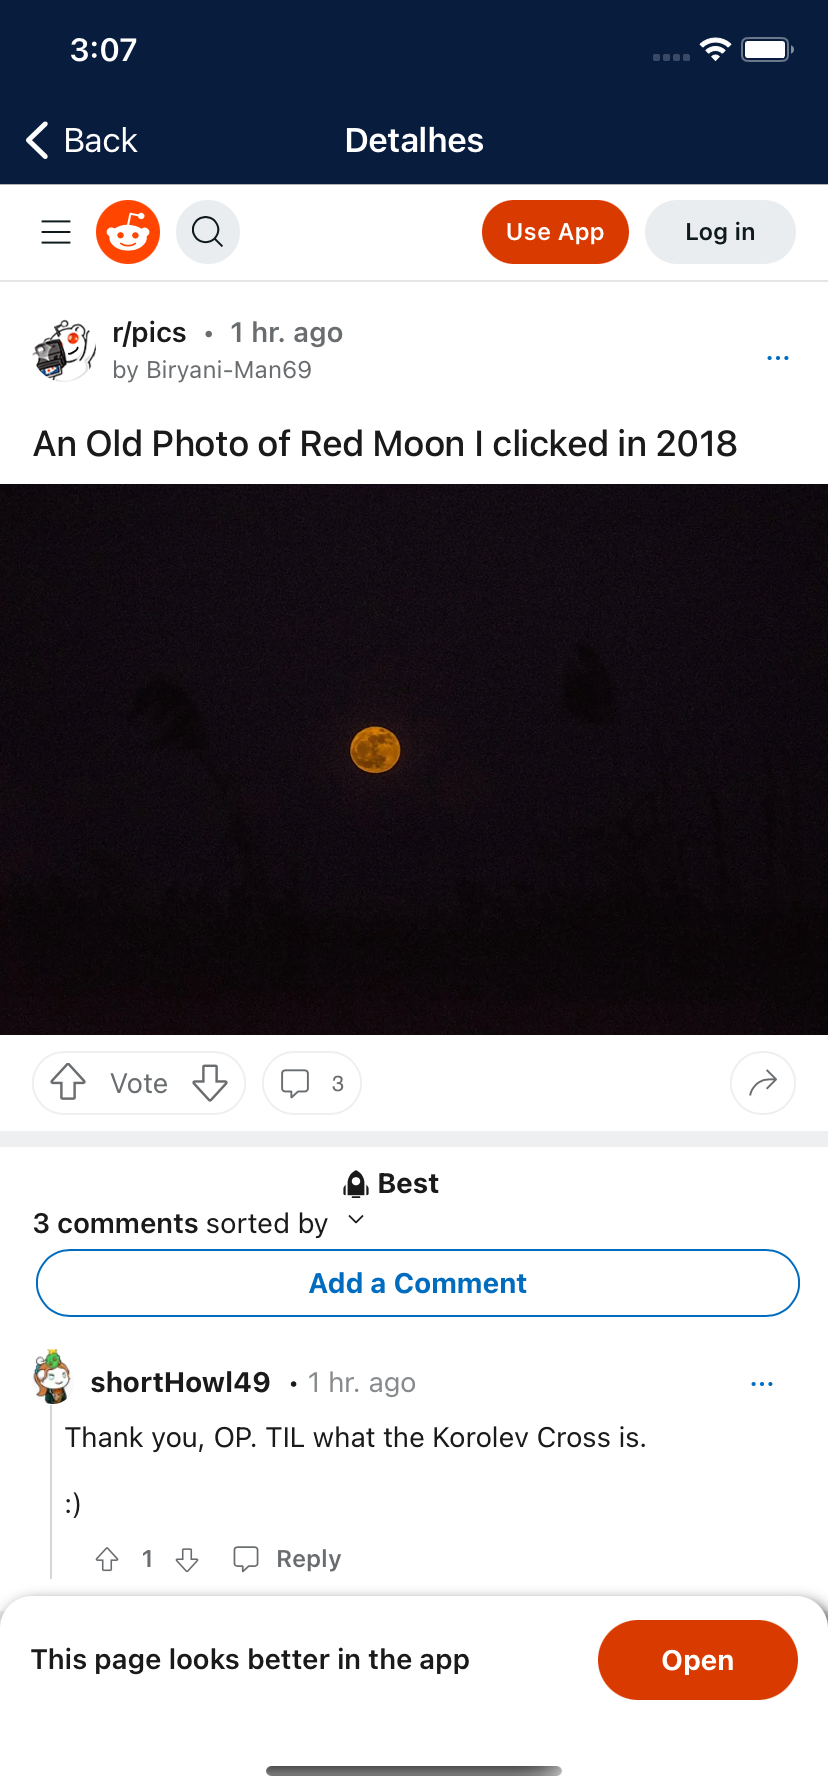 3:07
Back
Detalhes
Use App
Log in
r/pics • 1 hr. ago
by Biryani-Man69
An Old Photo of Red Moon I clicked in 2018
Vote
3
Best
3 comments sorted by
Add a Comment
shortHowl49 • 1 hr. ago
Thank you, OP. TIL what the Korolev Cross is.
:)
1
Reply
This page looks better in the app
Open